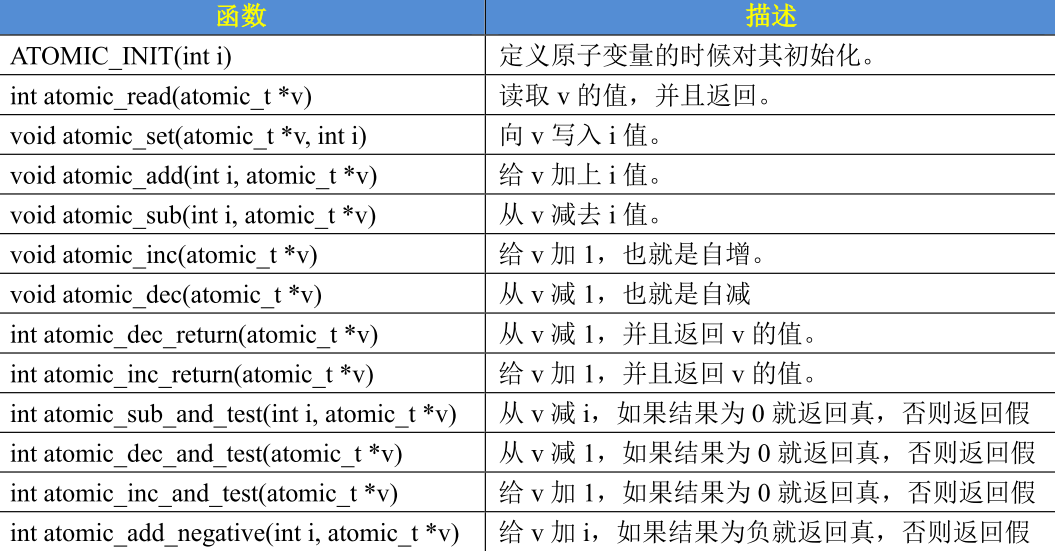 函数 描述
ATOMIC_INIT(int i) 定义原子变量的时候对其初始化。
int atomic_read(atomic_t *v) 读取 v 的值，并且返回。
void atomic_set(atomic_t *v, int i) 向 v 写入 i 值。
void atomic_add(int i, atomic_t *v) 给 v 加上 i 值。
void atomic_sub(int i, atomic_t *v) 从 v 减去 i 值。
void atomic_inc(atomic_t *v) 给 v 加 1，也就是自增。
void atomic_dec(atomic_t *v) 从 v 减 1，也就是自减
int atomic_dec_return(atomic_t *v) 从 v 减 1，并且返回 v 的值。
int atomic_inc_return(atomic_t *v) 给 v 加 1，并且返回 v 的值。
int atomic_sub_and_test(int i, atomic_t *v) 从 v 减 i，如果结果为 0 就返回真，否则返回假
int atomic_dec_and_test(atomic_t *v) 从 v 减 1，如果结果为 0 就返回真，否则返回假
int atomic_inc_and_test(atomic_t *v) 给 v 加 1，如果结果为 0 就返回真，否则返回假
int atomic_add_negative(int i, atomic_t *v) 给 v 加 i，如果结果为负就返回真，否则返回假